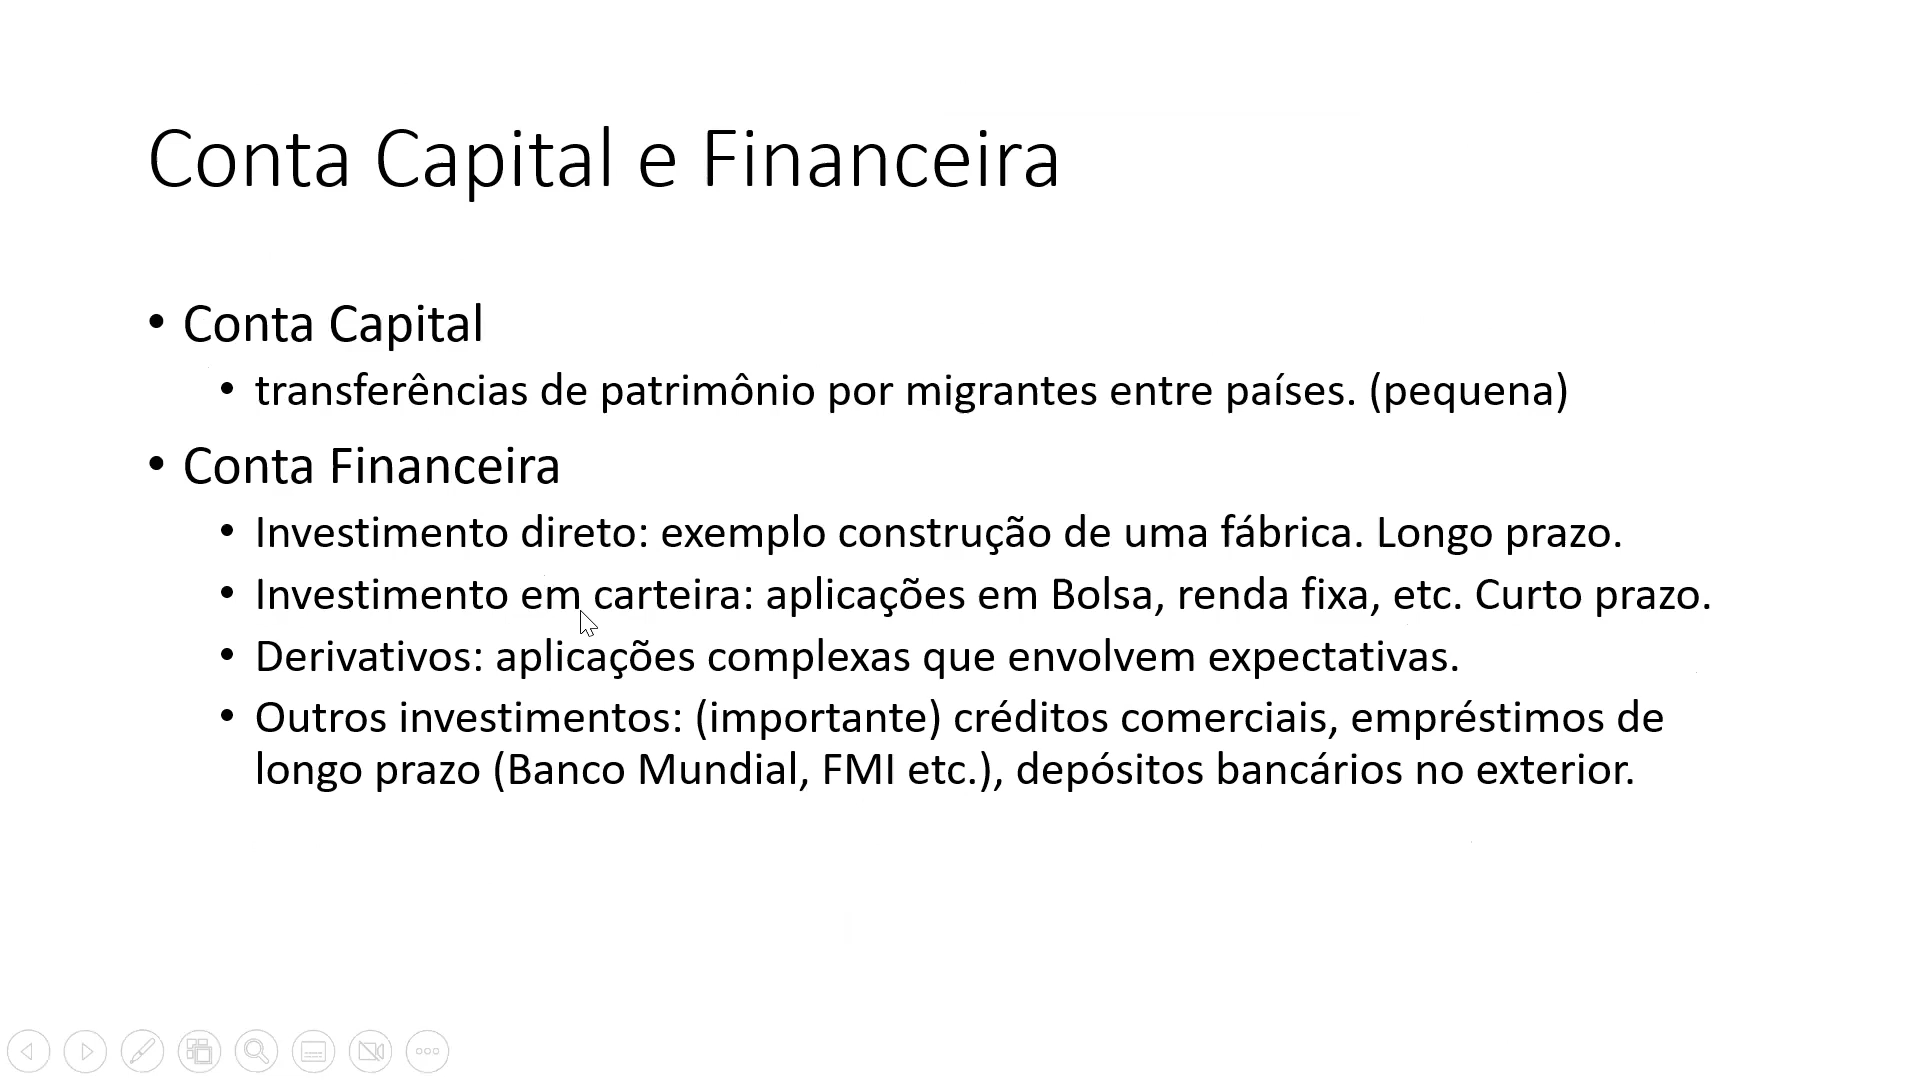 Conta Capital e Financeira
• Conta Capital
• transferências de patrimônio por migrantes entre países. (pequena)
• Conta Financeira
• Investimento direto: exemplo construção de uma fábrica. Longo prazo.
• Investimento em carteira: aplicações em Bolsa, renda fixa, etc. Curto prazo.
• Derivativos: aplicações complexas que envolvem expectativas.
• Outros investimentos: (importante) créditos comerciais, empréstimos de
longo prazo (Banco Mundial, FMI etc.), depósitos bancários no exterior.